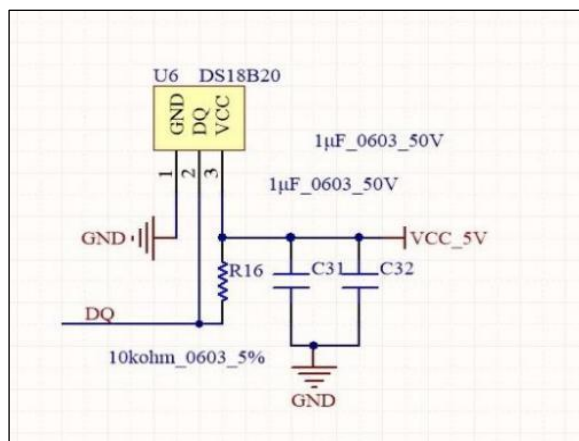 U6 DS18B20
GND
DQ
VCC
1
2
3
1μF_0603_50V
1μF_0603_50V
GND
VCC_5V
R16
C31
C32
DQ
10kohm_0603_5%
GND